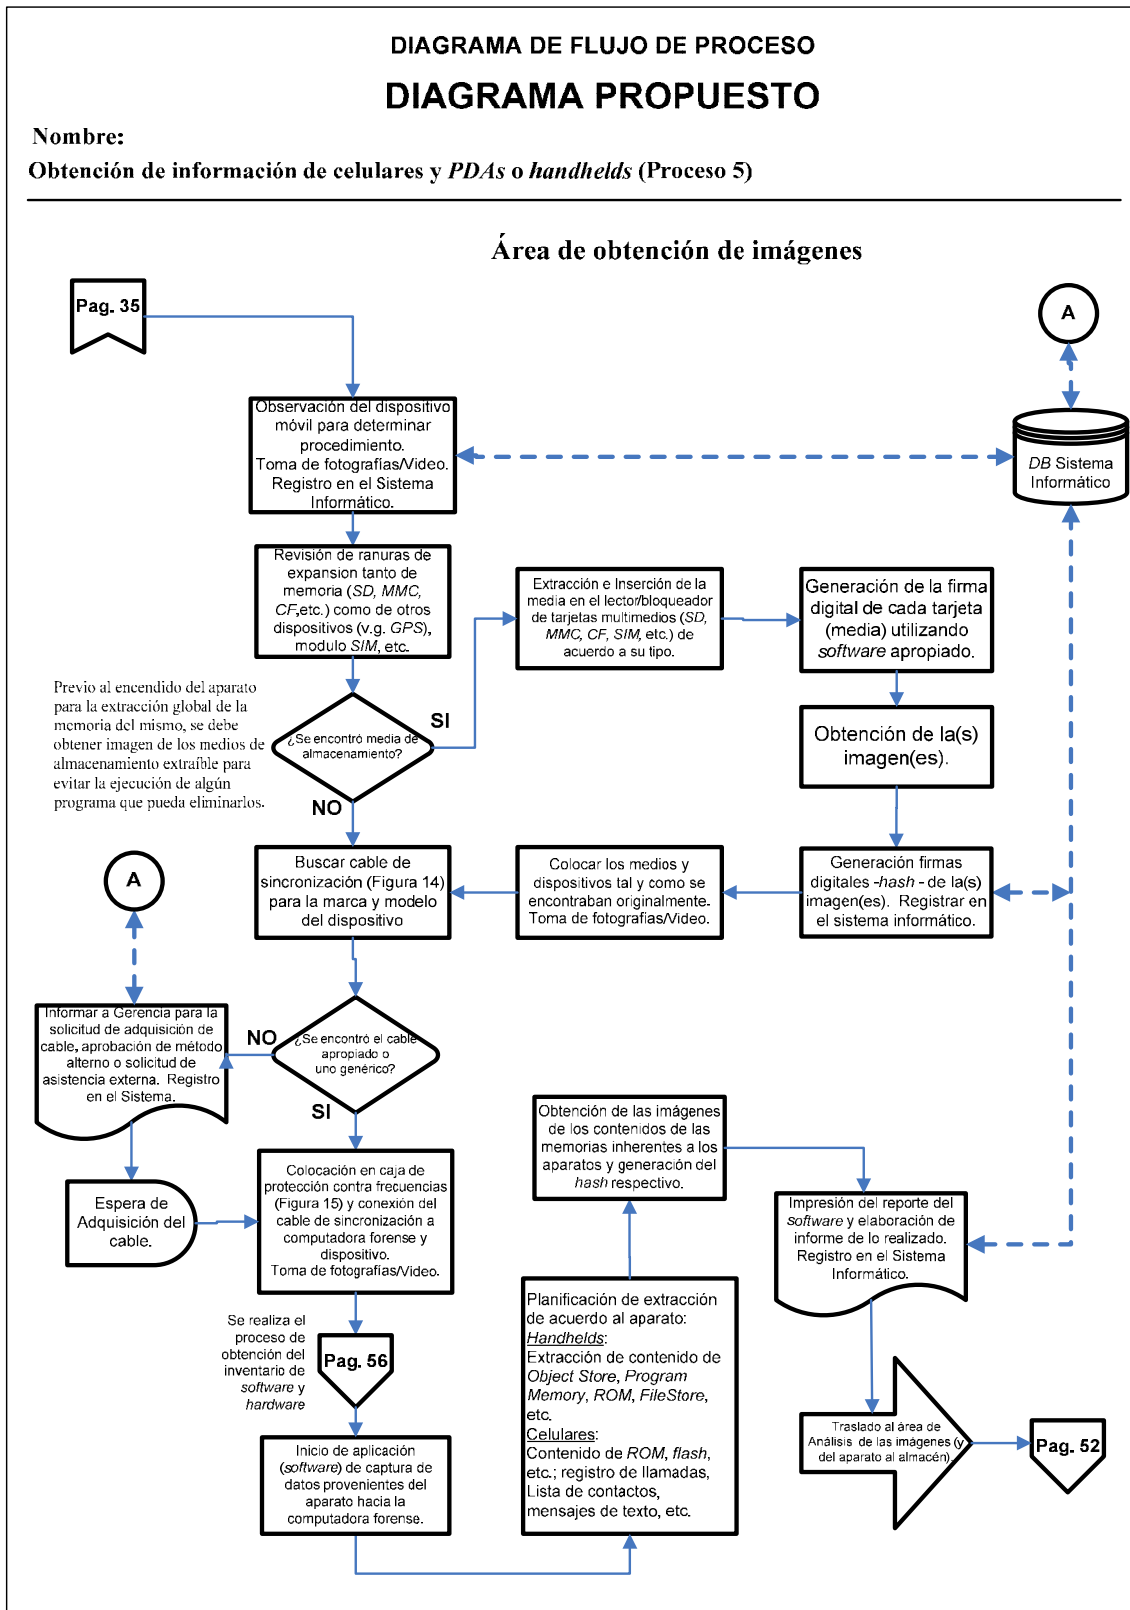 DIAGRAMA DE FLUJO DE PROCESO
DIAGRAMA PROPUESTO
Nombre:
Obtención de información de celulares y PDAs o handhelds (Proceso 5)
Área de obtención de imágenes
Pag. 35
A
Observación del dispositivo
móvil para determinar
procedimiento.
Toma de fotografías/Video.
Registro en el Sistema
Informático.
DB Sistema
Informático
Revisión de ranuras de
expansion tanto de
memoria (SD, MMC,
CF,etc.) como de otros
dispositivos (v.g. GPS),
modulo SIM, etc.
Extracción e Inserción de la
media en el lector/bloqueador
de tarjetas multimedios (SD,
MMC, CF, SIM, etc.) de
acuerdo a su tipo.
Generación de la firma
digital de cada tarjeta
(media) utilizando
software apropiado.
Previo al encendido del aparato
para la extracción global de la
memoria del mismo, se debe
obtener imagen de los medios de
almacenamiento extraíble para
evitar la ejecución de algún
programa que pueda eliminarlos.
¿Se encontró media de
almacenamiento?
SI
NO
Obtención de la(s)
imagen(es).
A
Buscar cable de
sincronización (Figura 14)
para la marca y modelo
del dispositivo
Colocar los medios y
dispositivos tal y como se
encontraban originalmente.
Toma de fotografías/Video.
Generación firmas
digitales -hash - de la(s)
imagen(es). Registrar en
el sistema informático.
Informar a Gerencia para la
solicitud de adquisición de
cable, aprobación de método
alterno o solicitud de
asistencia externa. Registro
en el Sistema.
NO
¿Se encontró el cable
apropiado o
uno genérico?
SI
Obtención de las imágenes
de los contenidos de las
memorias inherentes a los
aparatos y generación del
hash respectivo.
Espera de
Adquisición del
cable.
Colocación en caja de
protección contra frecuencias
(Figura 15) y conexión del
cable de sincronización a
computadora forense y
dispositivo.
Toma de fotografías/Video.
Impresión del reporte del
software y elaboración de
informe de lo realizado.
Registro en el Sistema
Informático.
Se realiza el
proceso de
obtención del
inventario de
software y
hardware
Pag. 56
Planificación de extracción
de acuerdo al aparato:
Handhelds:
Extracción de contenido de
Object Store, Program
Memory, ROM, FileStore,
etc.
Celulares:
Contenido de ROM, flash,
etc.; registro de llamadas,
Lista de contactos,
mensajes de texto, etc.
Inicio de aplicación
(software) de captura de
datos provenientes del
aparato hacia la
computadora forense.
Traslado al área de
Análisis de las imágenes (y
del aparato al almacén).
Pag. 52